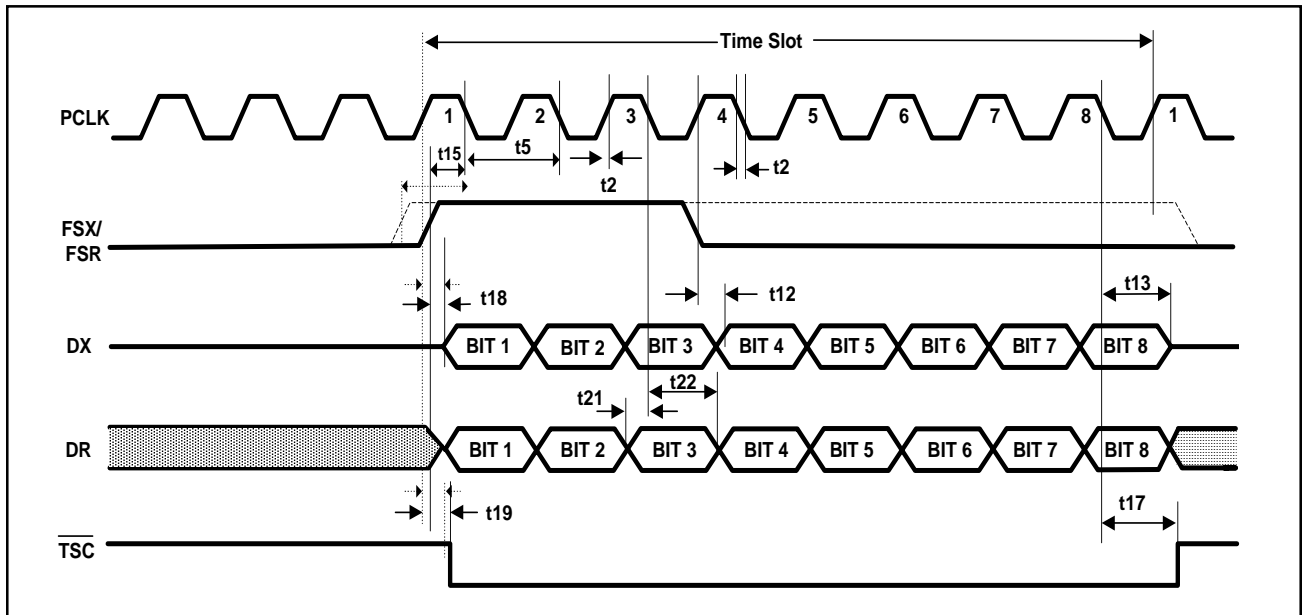 Time Slot
PCLK
1 2 3 4 5 6 7 8 1
t15
t5
t2
t2
FSX/
FSR
t18
t12
t13
DX
BIT 1 BIT 2 BIT 3 BIT 4 BIT 5 BIT 6 BIT 7 BIT 8
t21
t22
DR
BIT 1 BIT 2 BIT 3 BIT 4 BIT 5 BIT 6 BIT 7 BIT 8
t19
t17
TSC